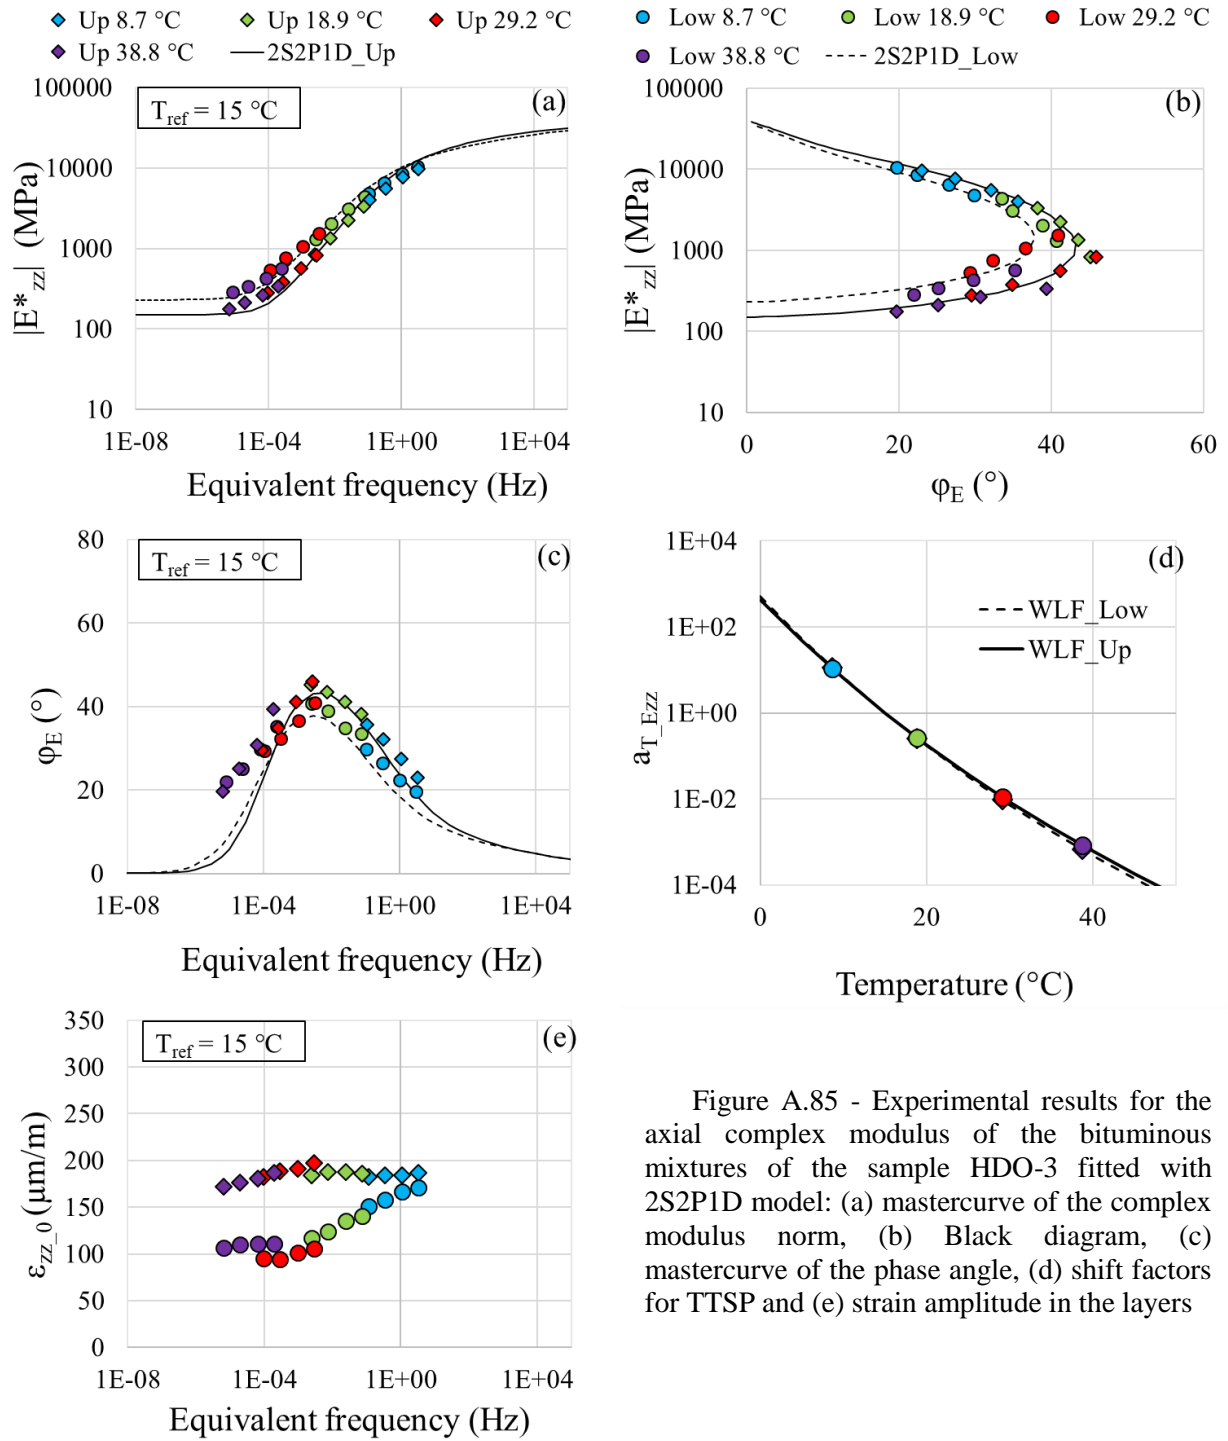 Up 8.7 °C Up 18.9 °C Up 29.2 °C
Up 38.8 °C 2S2P1D_Up
Low 8.7 °C Low 18.9 °C Low 29.2 °C
Low 38.8 °C 2S2P1D_Low
100000
10000
1000
100
10
|E*zz| (MPa)
Tref = 15 °C
(a)
1E-08 1E-04 1E+00 1E+04
Equivalent frequency (Hz)
100000
10000
1000
100
10
|E*zz| (MPa)
(b)
0 20 40 60
φE (°)
80
60
40
20
0
φE (°)
Tref = 15 °C
(c)
1E-08 1E-04 1E+00 1E+04
Equivalent frequency (Hz)
1E+04
1E+02
1E+00
1E-02
1E-04
aT_Ezz
(d)
WLF_Low
WLF_Up
0 20 40
Temperature (°C)
350
300
250
200
150
100
50
0
εzz_0 (µm/m)
Tref = 15 °C
(e)
1E-08 1E-04 1E+00 1E+04
Equivalent frequency (Hz)
Figure A.85 - Experimental results for the
axial complex modulus of the bituminous
mixtures of the sample HDO-3 fitted with
2S2P1D model: (a) mastercurve of the complex
modulus norm, (b) Black diagram, (c)
mastercurve of the phase angle, (d) shift factors
for TTSP and (e) strain amplitude in the layers